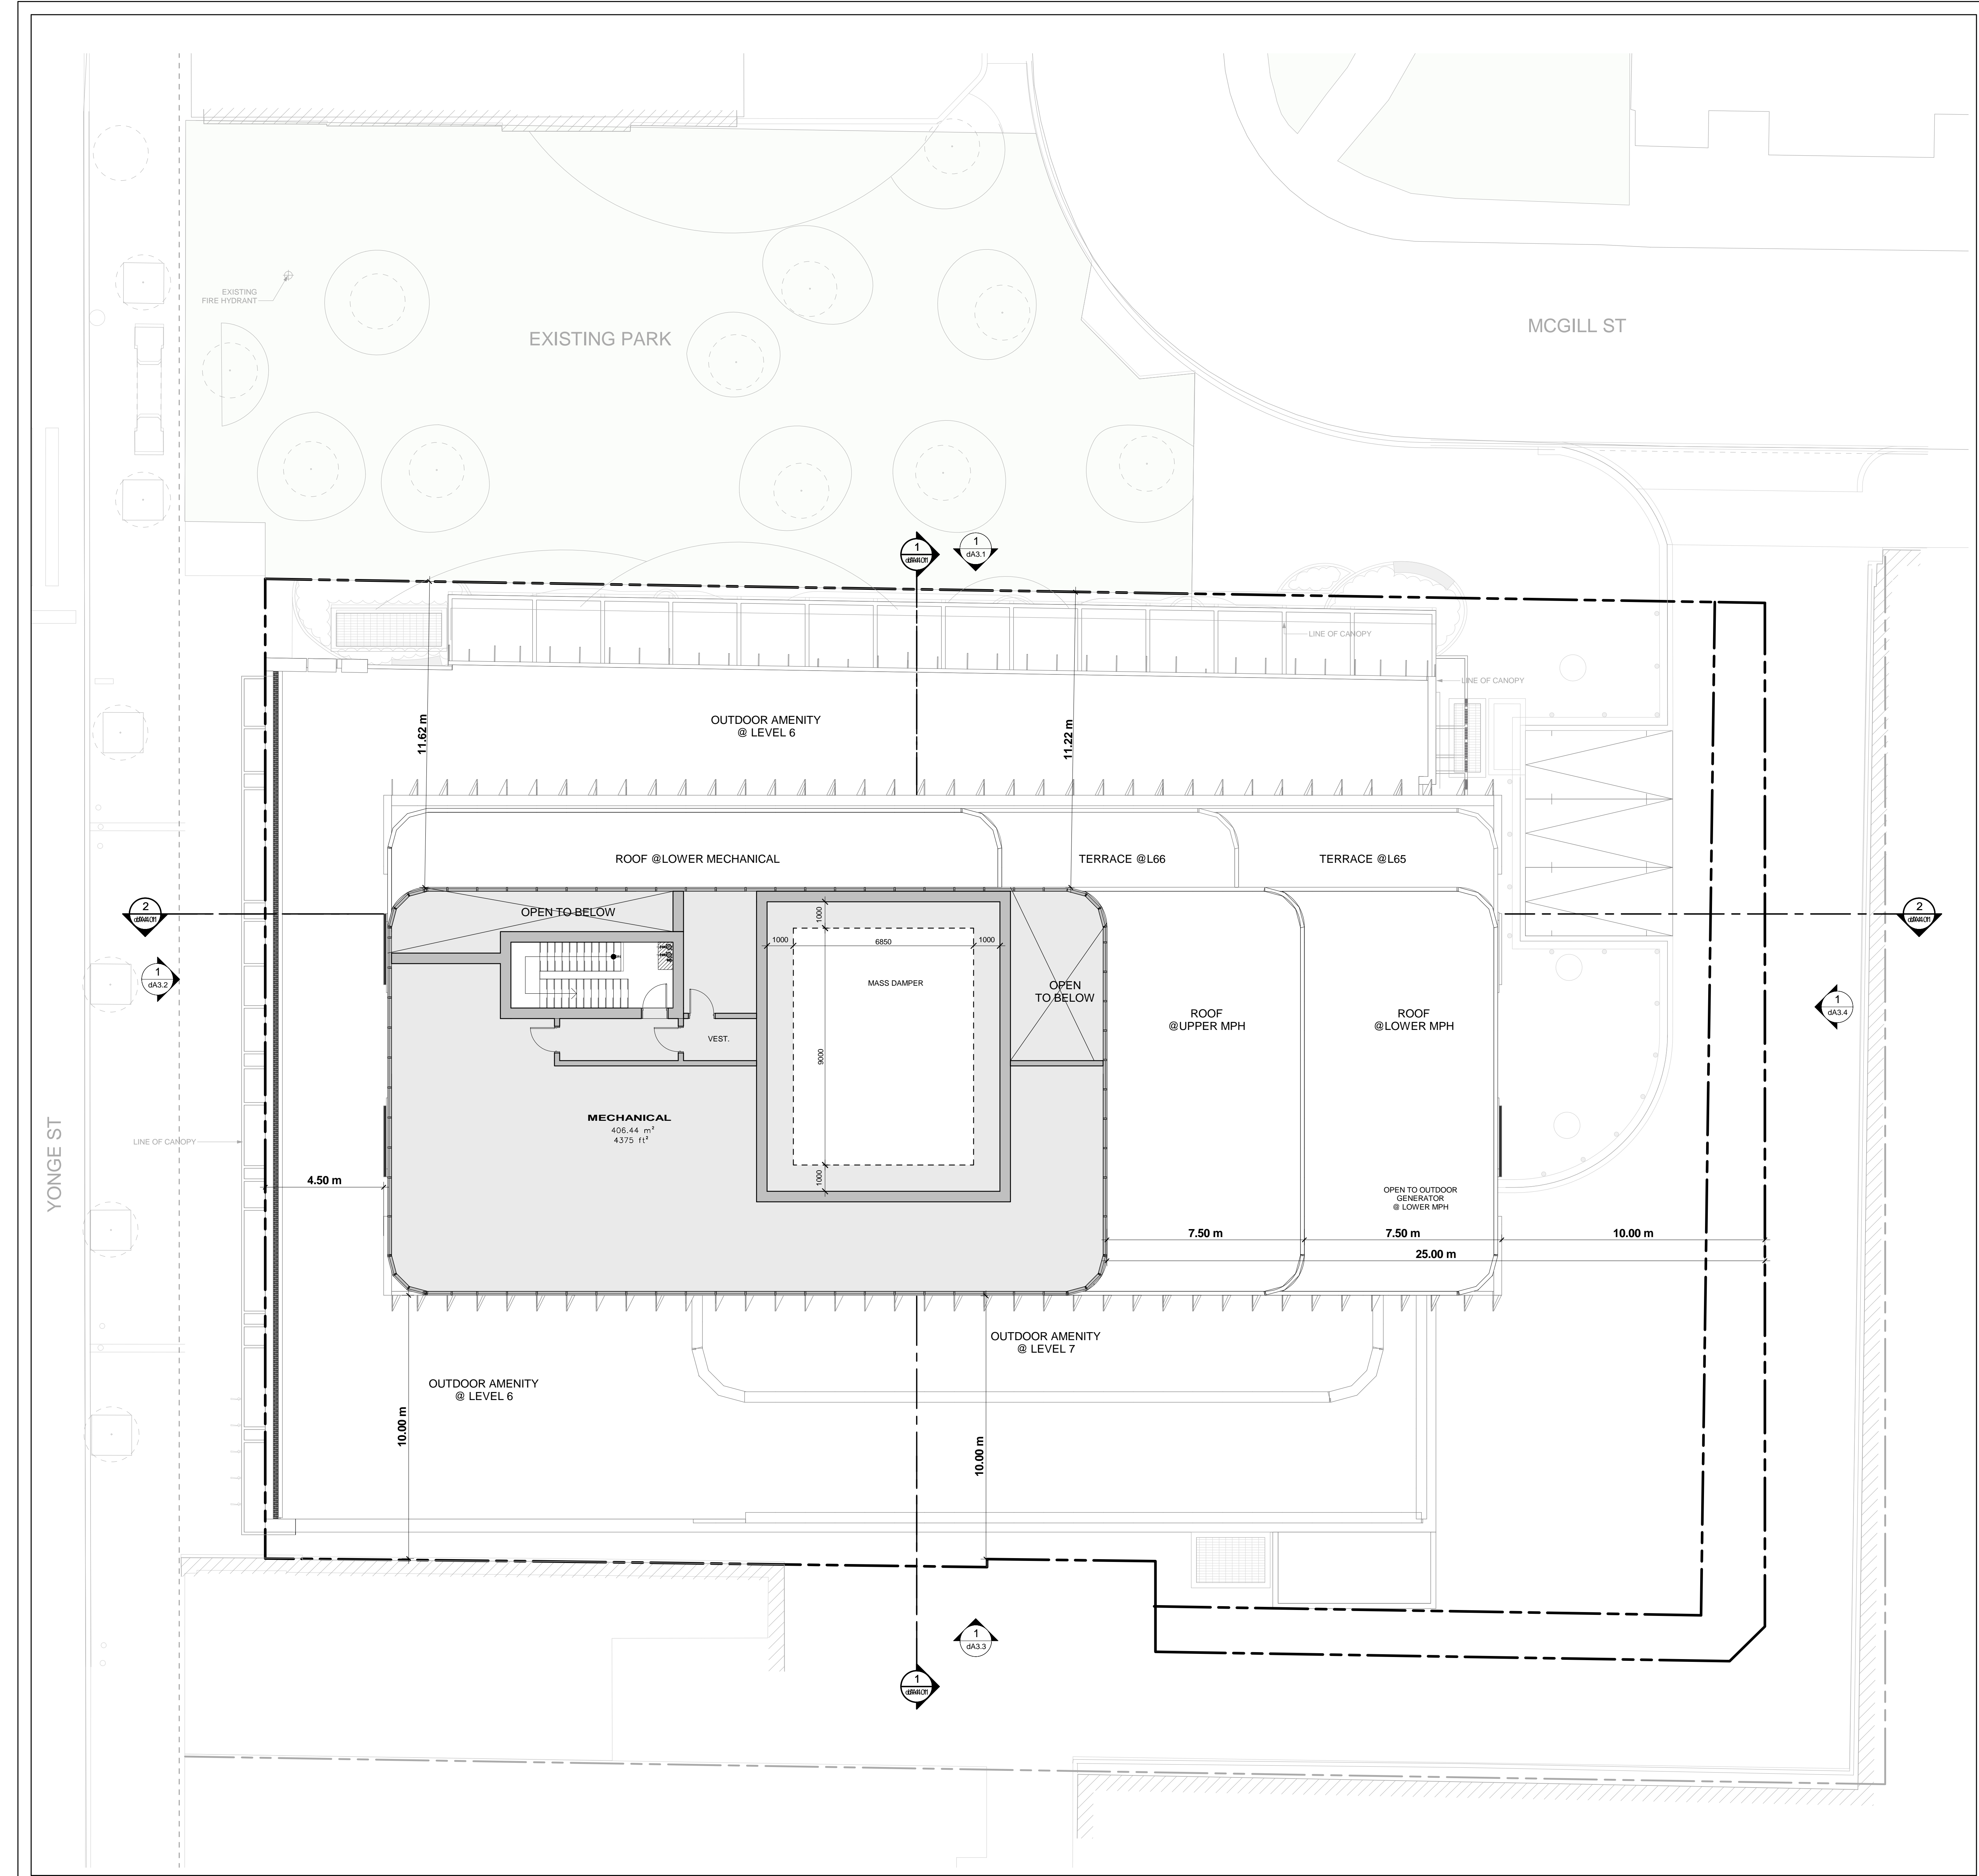 EXISTING
FIRE HYDRANT
EXISTING PARK
MCGILL ST
1
1
dA3.1
LINE OF CANOPY
LINE OF CANOPY
11.62 m
OUTDOOR AMENITY
@ LEVEL 6
11.22 m
ROOF @LOWER MECHANICAL
TERRACE @L66
TERRACE @L65
2
OPEN TO BELOW
2
1000
1000
6850
1000
1
dA3.2
MASS DAMPER
OPEN
TO BELOW
ROOF
@UPPER MPH
ROOF
@LOWER MPH
1
dA3.4
VEST.
9000
MECHANICAL
406.44 m²
4375 ft²
YONGE ST
LINE OF CANOPY
4.50 m
1000
OPEN TO OUTDOOR
GENERATOR
@ LOWER MPH
7.50 m
7.50 m
10.00 m
25.00 m
OUTDOOR AMENITY
@ LEVEL 7
OUTDOOR AMENITY
@ LEVEL 6
10.00 m
10.00 m
1
dA3.3
1